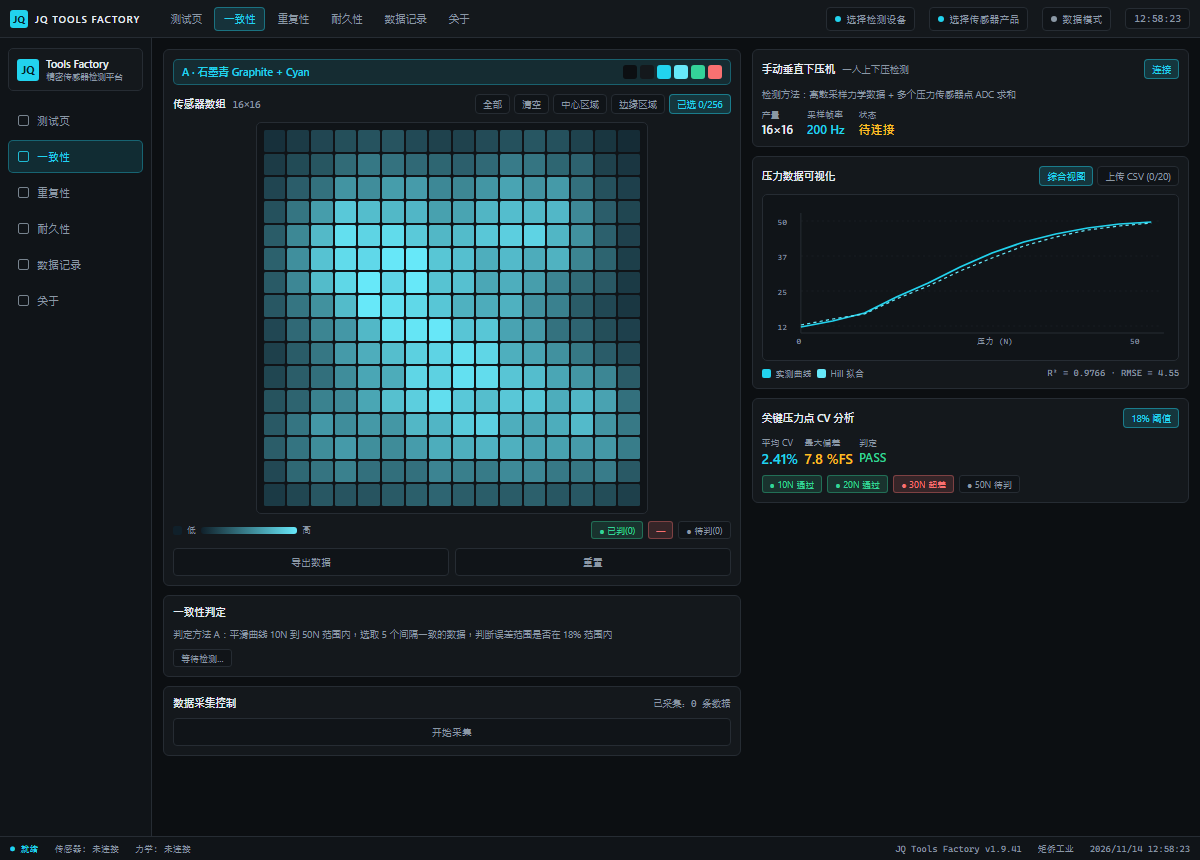 JQ JQ TOOLS FACTORY 测试页 一致性 重复性 耐久性 数据记录 关于 选择检测设备 选择传感器产品 数据模式 12:58:23
JQ Tools Factory
精密传感器检测平台
测试页
一致性
重复性
耐久性
数据记录
关于
A · 石墨青 Graphite + Cyan
传感器数组 16×16 全部 清空 中心区域 边缘区域 已选 0/256
低 高 已判(0) — 待判(0)
导出数据 重置
一致性判定
判定方法 A：平滑曲线 10N 到 50N 范围内，选取 5 个间隔一致的数据，判断误差范围是否在 18% 范围内
等待检测…
数据采集控制 已采集: 0 条数据
开始采集
手动垂直下压机 一人上下压检测 连接
检测方法：离散采样力学数据 + 多个压力传感器点 ADC 求和
产量 采样帧率 状态
16×16 200 Hz 待连接
压力数据可视化 综合视图 上传 CSV (0/20)
50
37
25
12
0 压力 (N) 50
实测曲线 Hill 拟合 R² = 0.9766 · RMSE = 4.55
关键压力点 CV 分析 18% 阈值
平均 CV 最大偏差 判定
2.41% 7.8 %FS PASS
10N 通过 20N 通过 30N 超差 50N 待判
就绪 传感器: 未连接 力学: 未连接 JQ Tools Factory v1.9.41 矩侨工业 2026/11/14 12:58:23